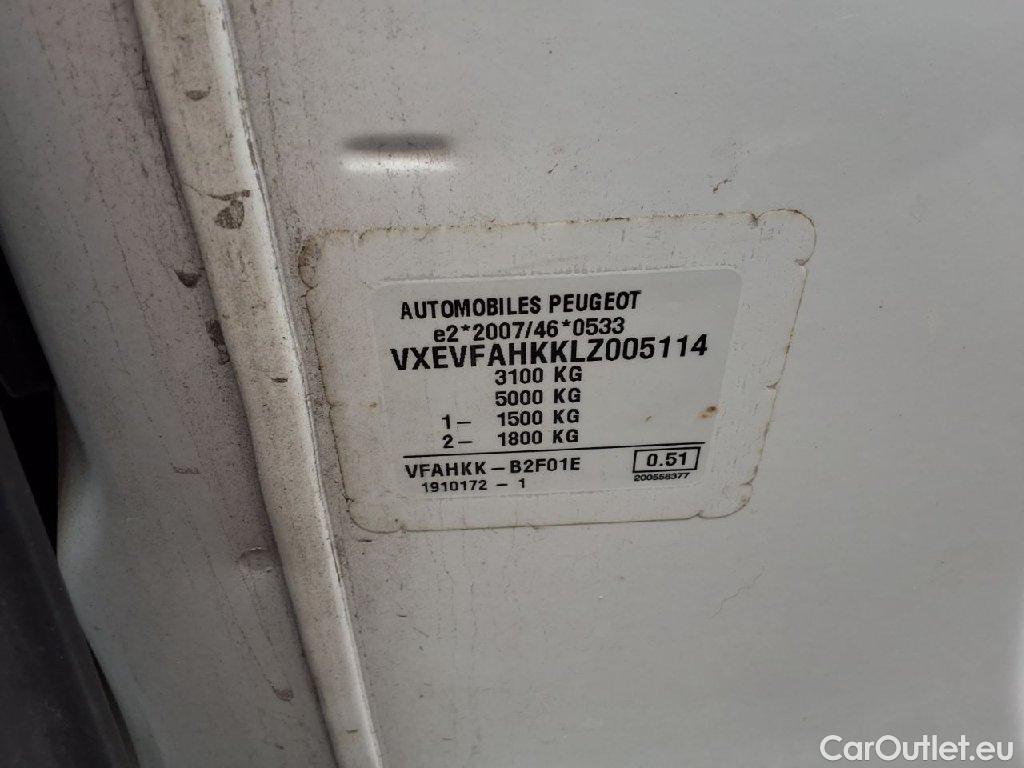 AUTOMOBILES PEUGEOT
e2*2007/46*0533
VXEVFAHKKLZ005114
3100 KG
5000 KG
1- 1500 KG
2- 1800 KG
VFAHKK-B2F01E 0.51
1910172-1 200558377
CarOutlet.eu